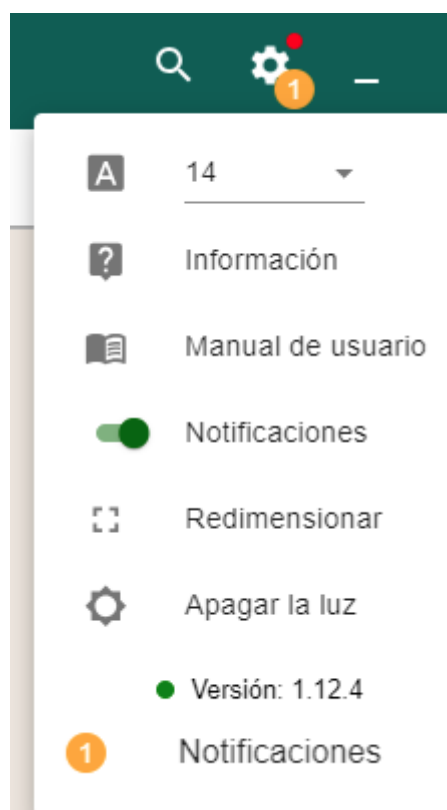 1
A 14
? Información
Manual de usuario
Notificaciones
Redimensionar
Apagar la luz
Versión: 1.12.4
1 Notificaciones